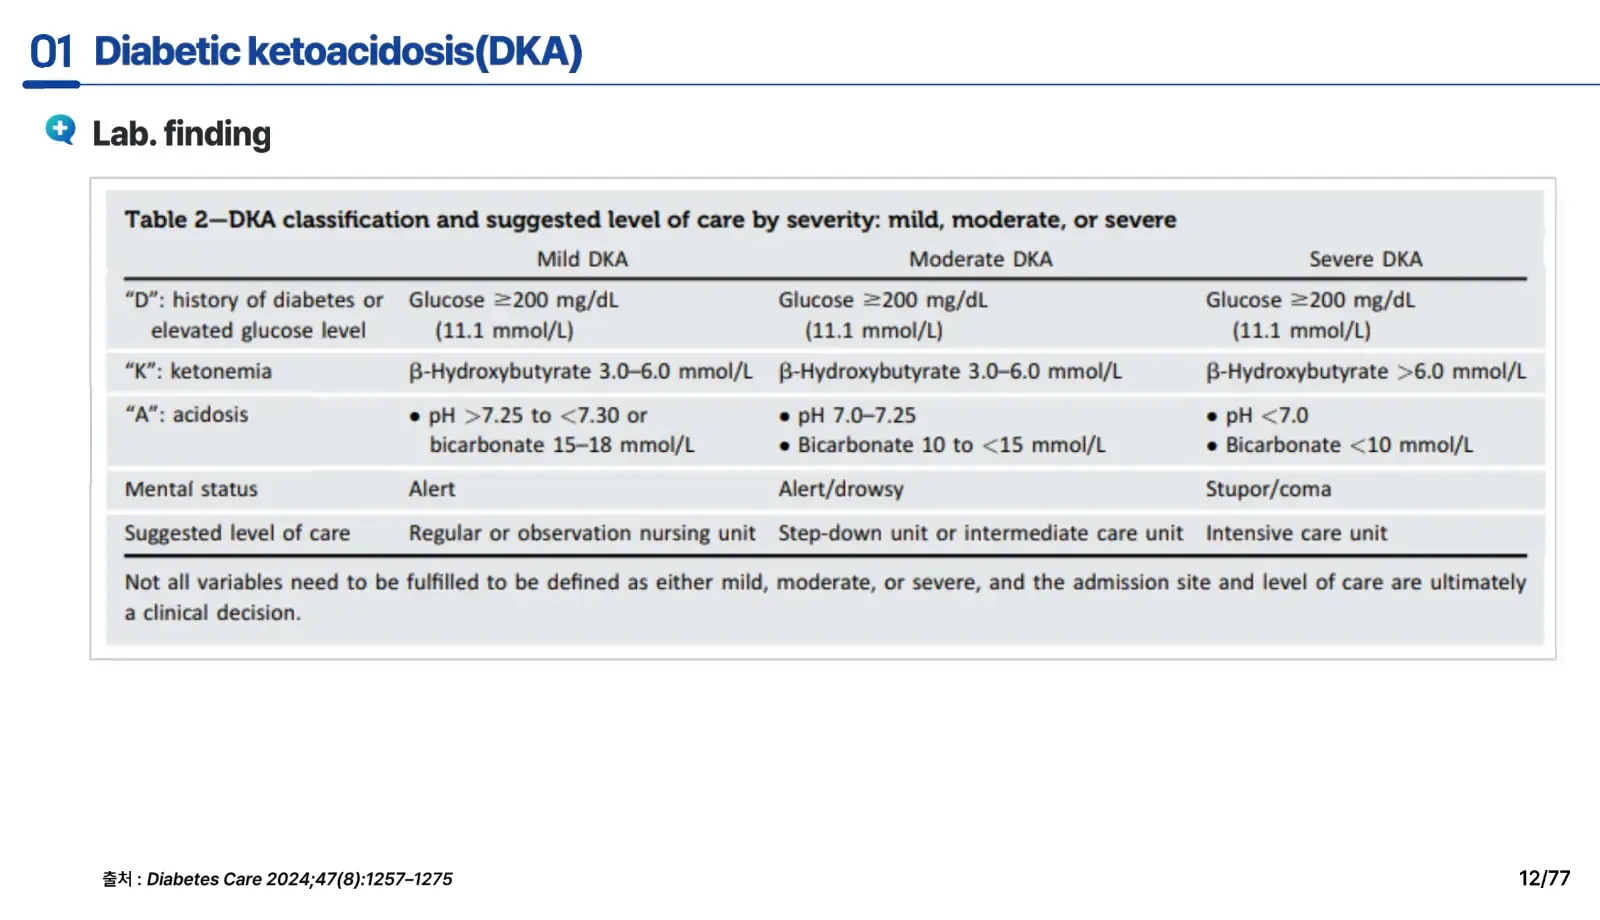 01 Diabetic ketoacidosis(DKA)
Lab. finding
Table 2—DKA classification and suggested level of care by severity: mild, moderate, or severe
Mild DKA Moderate DKA Severe DKA
“D”: history of diabetes or Glucose ≥200 mg/dL Glucose ≥200 mg/dL Glucose ≥200 mg/dL
elevated glucose level (11.1 mmol/L) (11.1 mmol/L) (11.1 mmol/L)
“K”: ketonemia β-Hydroxybutyrate 3.0–6.0 mmol/L β-Hydroxybutyrate 3.0–6.0 mmol/L β-Hydroxybutyrate >6.0 mmol/L
“A”: acidosis • pH >7.25 to <7.30 or • pH 7.0–7.25 • pH <7.0
bicarbonate 15–18 mmol/L • Bicarbonate 10 to <15 mmol/L • Bicarbonate <10 mmol/L
Mental status Alert Alert/drowsy Stupor/coma
Suggested level of care Regular or observation nursing unit Step-down unit or intermediate care unit Intensive care unit
Not all variables need to be fulfilled to be defined as either mild, moderate, or severe, and the admission site and level of care are ultimately
a clinical decision.
출처 : Diabetes Care 2024;47(8):1257–1275
12/77